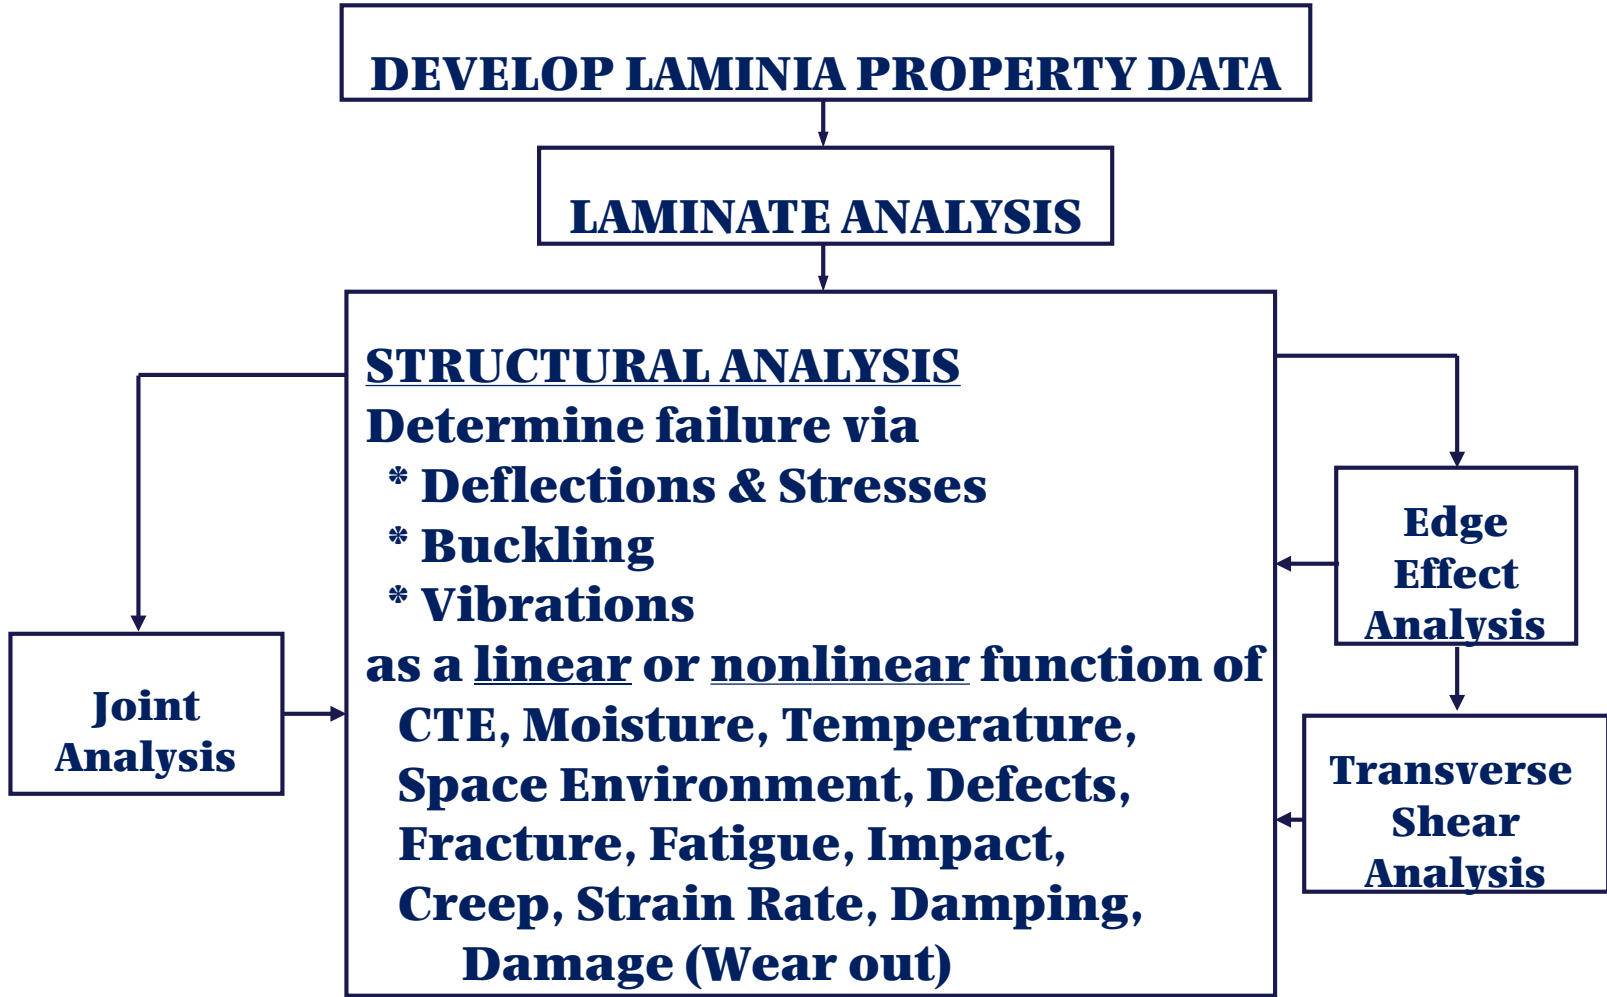 DEVELOP LAMINIA PROPERTY DATA
LAMINATE ANALYSIS
STRUCTURAL ANALYSIS
Determine failure via
* Deflections & Stresses
* Buckling
* Vibrations
as a linear or nonlinear function of
CTE, Moisture, Temperature,
Space Environment, Defects,
Fracture, Fatigue, Impact,
Creep, Strain Rate, Damping,
Damage (Wear out)
Joint
Analysis
Edge
Effect
Analysis
Transverse
Shear
Analysis